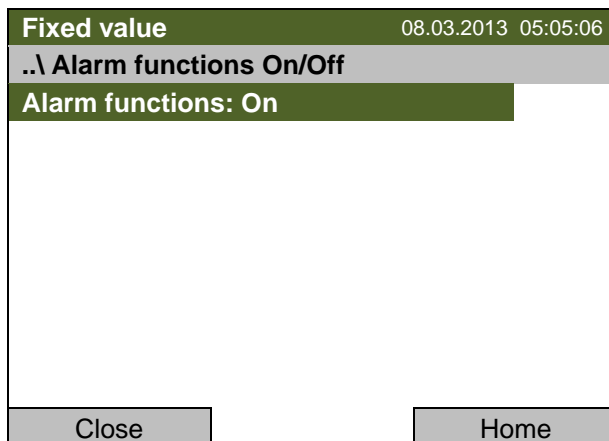 Fixed value 08.03.2013 05:05:06
..\ Alarm functions On/Off
Alarm functions: On
Close Home